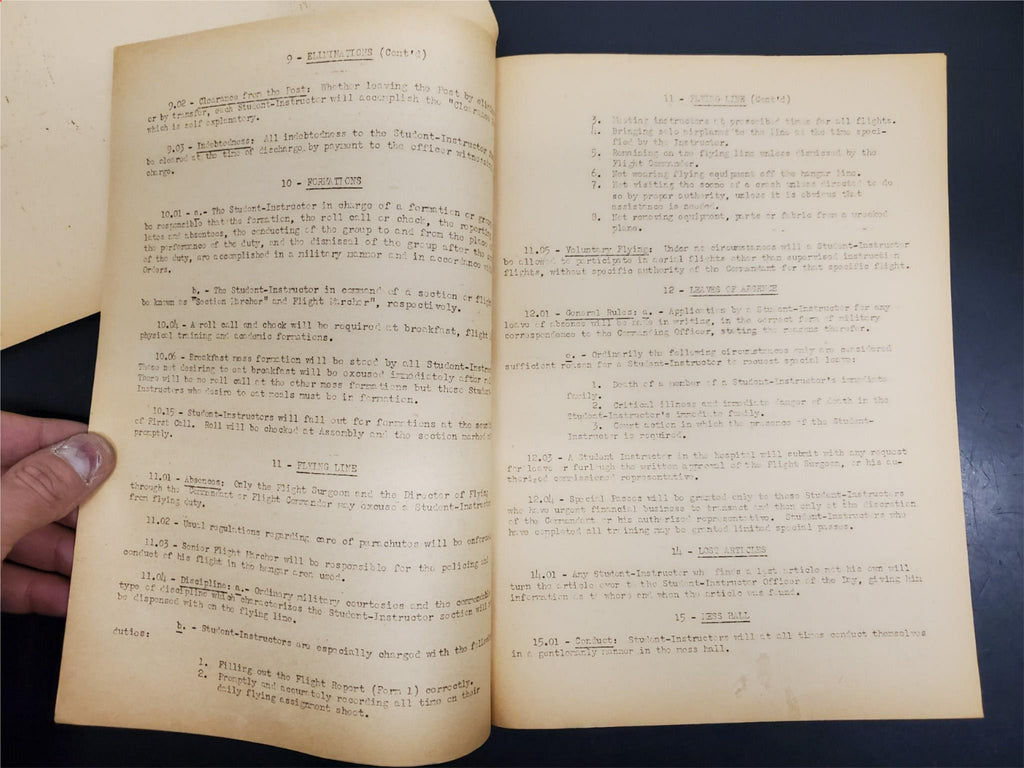 9 - ELIMINATIONS (Cont'd)
9.02 - Clearance from the Post: Whether leaving the Post by
or by transfer, each Student-Instructor will accomplish the "Clearance
which is self explanatory.
9.03 - Indebtedness: All indebtedness to the Student-Instructor
be cleared at the time of discharge, by payment to the officer
charge.
10 - FORMATIONS
10.01 - a.- The Student-Instructor in charge of a formation or
be responsible that the formation, the roll call or check, the reporting
lates and absentees, the conducting of the group to and from the place
the performance of the duty, and the dismissal of the group after the
of the duty, are accomplished in a military manner and in accordance
Orders.
b. - The Student-Instructor in command of a section or flight
be known as "Section Marcher" and Flight Marcher", respectively.
10.04 - A roll call and check will be required at breakfast, flight
physical training and academic formations.
10.06 - Breakfast mess formation will be stood by all
Those not desiring to eat breakfast will be excused immediately after
There will be no roll call at the other mess formations but those
Instructors who desire to eat meals must be in formation.
10.15 - Student-Instructors will fall out for formations at the
of First Call. Roll will be checked at Assembly and the section marched
promptly.
11 - FLYING LINE
11.01 - Absences: Only the Flight Surgeon and the Director of Flying
through the Commandant or Flight Commander may excuse a
from flying duty.
11.02 - Usual regulations regarding care of parachutes will be
11.03 - Senior Flight Marcher will be responsible for the policing and
conduct of his flight in the hangar area used.
11.04 - Discipline: a.- Ordinary military courtesies and the
type of discipline which characterizes the Student-Instructor section will
be dispensed with on the flying line.
b. - Student-Instructors are especially charged with the
duties:
1. Filling out the Flight Report (Form 1) correctly.
2. Promptly and accurately recording all time on their
daily flying assignment sheet.
11 - FLYING LINE (Cont'd)
3. Meeting instructors at prescribed times for all flights.
4. Bringing solo airplanes to the line at the time speci-
fied by the Instructor.
5. Remaining on the flying line unless dismissed by the
Flight Commander.
6. Not wearing flying equipment off the hangar line.
7. Not visiting the scene of a crash unless directed to do
so by proper authority, unless it is obvious that
assistance is needed.
8. Not removing equipment, parts or fabric from a wrecked
plane.
11.05 - Voluntary Flying: Under no circumstances will a Student-Instructor
be allowed to participate in aerial flights other than supervised instruction
flights, without specific authority of the Commandant for that specific flight.
12 - LEAVES OF ABSENCE
12.01 - General Rules: a. - Application by a Student-Instructor for any
leave of absence will be made in writing, in the correct form of military
correspondence to the Commanding Officer, stating the reasons therefor.
c. - Ordinarily the following circumstances only are considered
sufficient reason for a Student-Instructor to request special leave:
1. Death of a member of a Student-Instructor's immediate
family.
2. Critical illness and immediate danger of death in the
Student-Instructor's immediate family.
3. Court action in which the presence of the Student-
Instructor is required.
12.03 - A Student Instructor in the hospital will submit with any request
for leave or furlough the written approval of the Flight Surgeon, or his au-
thorized commissioned representative.
12.04 - Special Passes will be granted only to these Student-Instructors
who have urgent financial business to transact and then only at the discretion
of the Commandant or his authorized representative. Student-Instructors who
have completed all training may be granted limited special passes.
14 - LOST ARTICLES
14.01 - Any Student-Instructor who finds a lost article not his own will
turn the article over to the Student-Instructor Officer of the Day, giving him
information as to where and when the article was found.
15 - MESS HALL
15.01 - Conduct: Student-Instructors will at all times conduct themselves
in a gentlemanly manner in the mess hall.